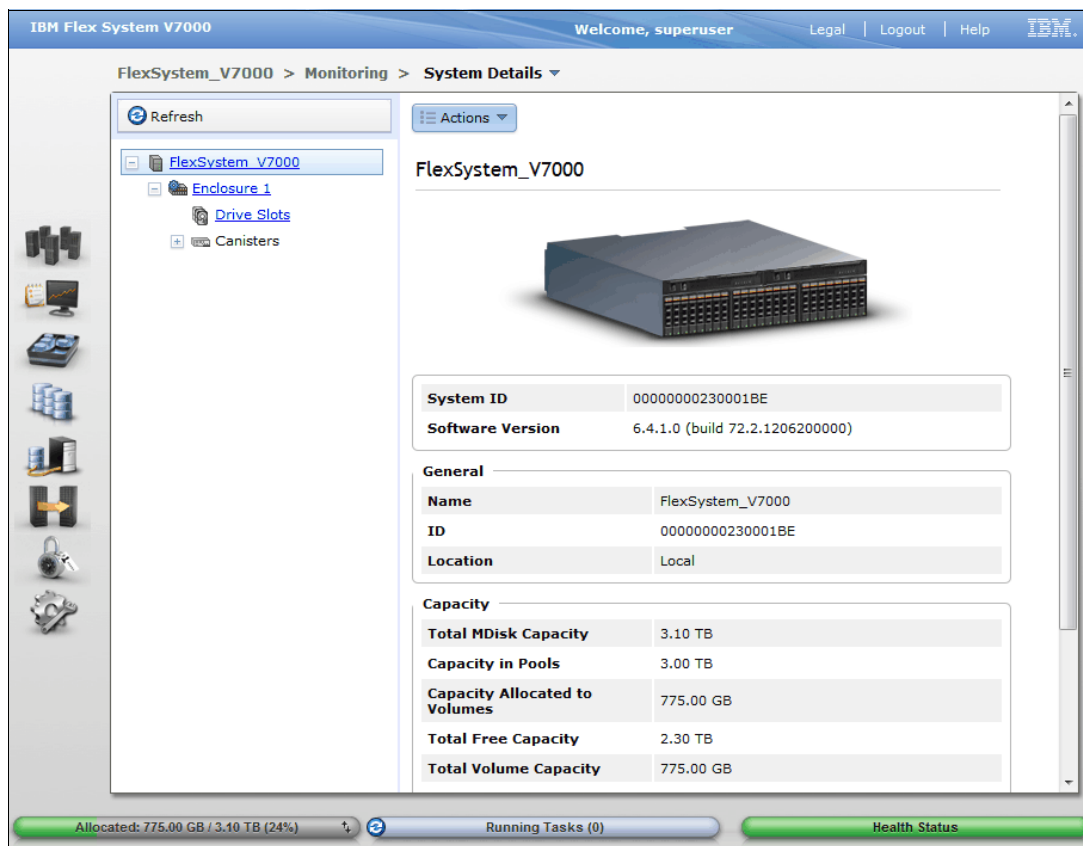 IBM Flex System V7000
Welcome, superuser
Legal | Logout | Help
IBM.
FlexSystem_V7000 > Monitoring > System Details
Refresh
Actions
FlexSystem_V7000
Enclosure 1
Drive Slots
Canisters
FlexSystem_V7000
System ID 00000000230001BE
Software Version 6.4.1.0 (build 72.2.1206200000)
General
Name FlexSystem_V7000
ID 00000000230001BE
Location Local
Capacity
Total MDisk Capacity 3.10 TB
Capacity in Pools 3.00 TB
Capacity Allocated to
Volumes 775.00 GB
Total Free Capacity 2.30 TB
Total Volume Capacity 775.00 GB
Allocated: 775.00 GB / 3.10 TB (24%)
Running Tasks (0)
Health Status